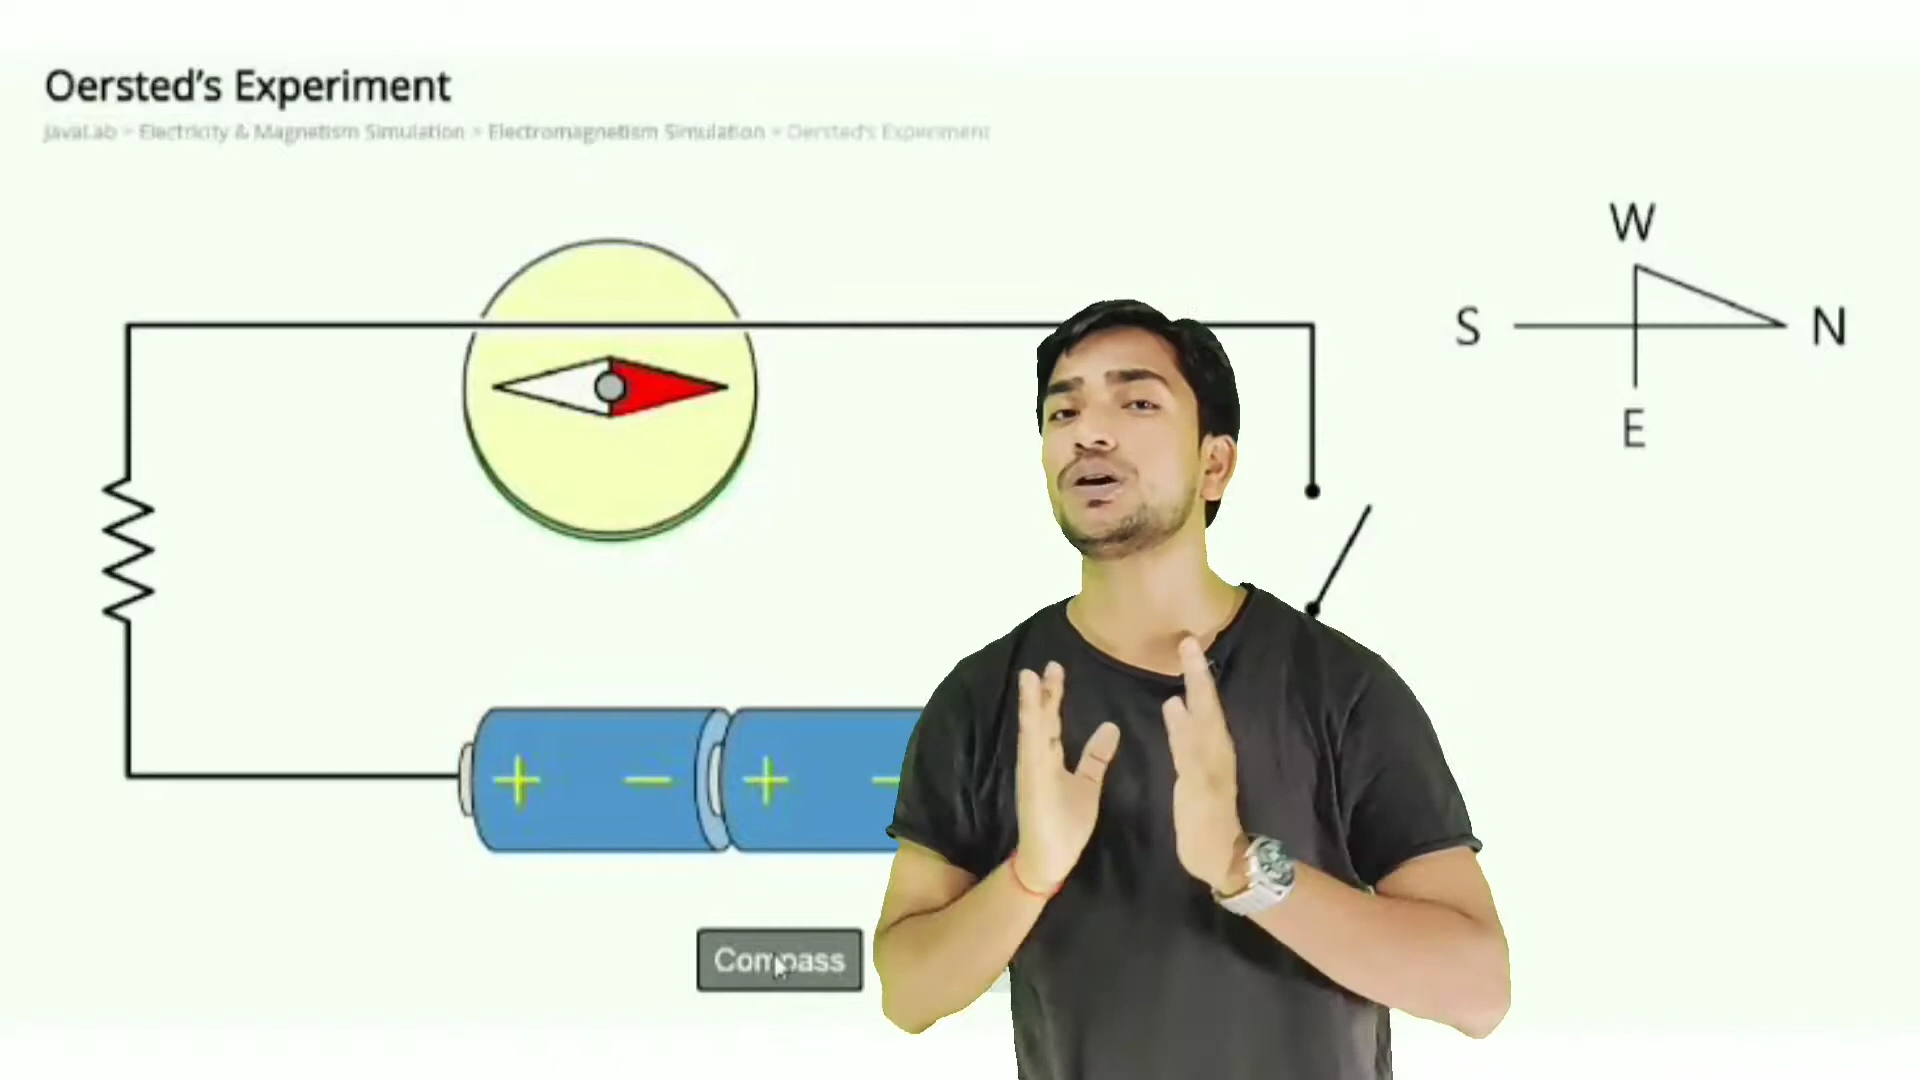 Oersted's Experiment
JavaLab > Electricity & Magnetism Simulation > Electromagnetism Simulation > Oersted's Experiment
W
S N
E
+ − + −
Compass